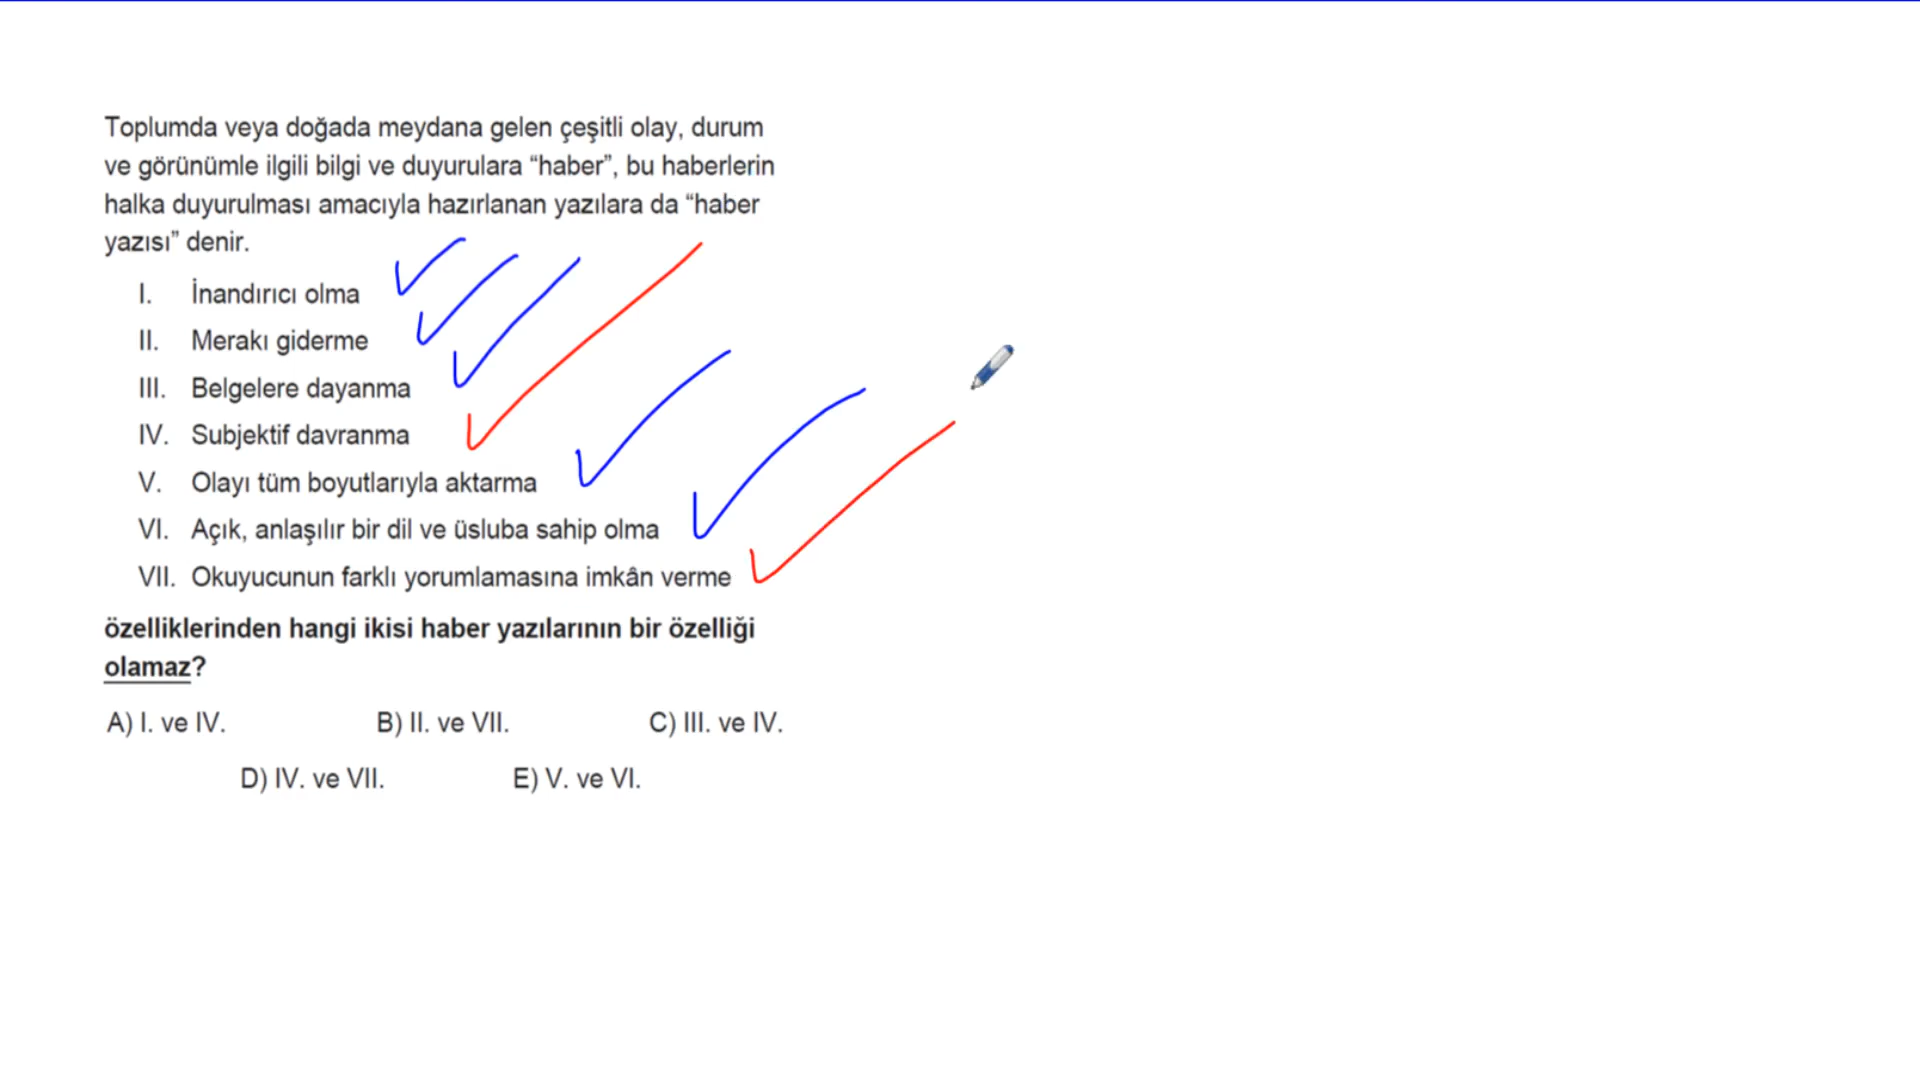 Toplumda veya doğada meydana gelen çeşitli olay, durum
ve görünümle ilgili bilgi ve duyurulara “haber”, bu haberlerin
halka duyurulması amacıyla hazırlanan yazılara da “haber
yazısı” denir.
I. İnandırıcı olma
II. Merakı giderme
III. Belgelere dayanma
IV. Subjektif davranma
V. Olayı tüm boyutlarıyla aktarma
VI. Açık, anlaşılır bir dil ve üsluba sahip olma
VII. Okuyucunun farklı yorumlamasına imkân verme
özelliklerinden hangi ikisi haber yazılarının bir özelliği
olamaz?
A) I. ve IV. B) II. ve VII. C) III. ve IV.
D) IV. ve VII. E) V. ve VI.